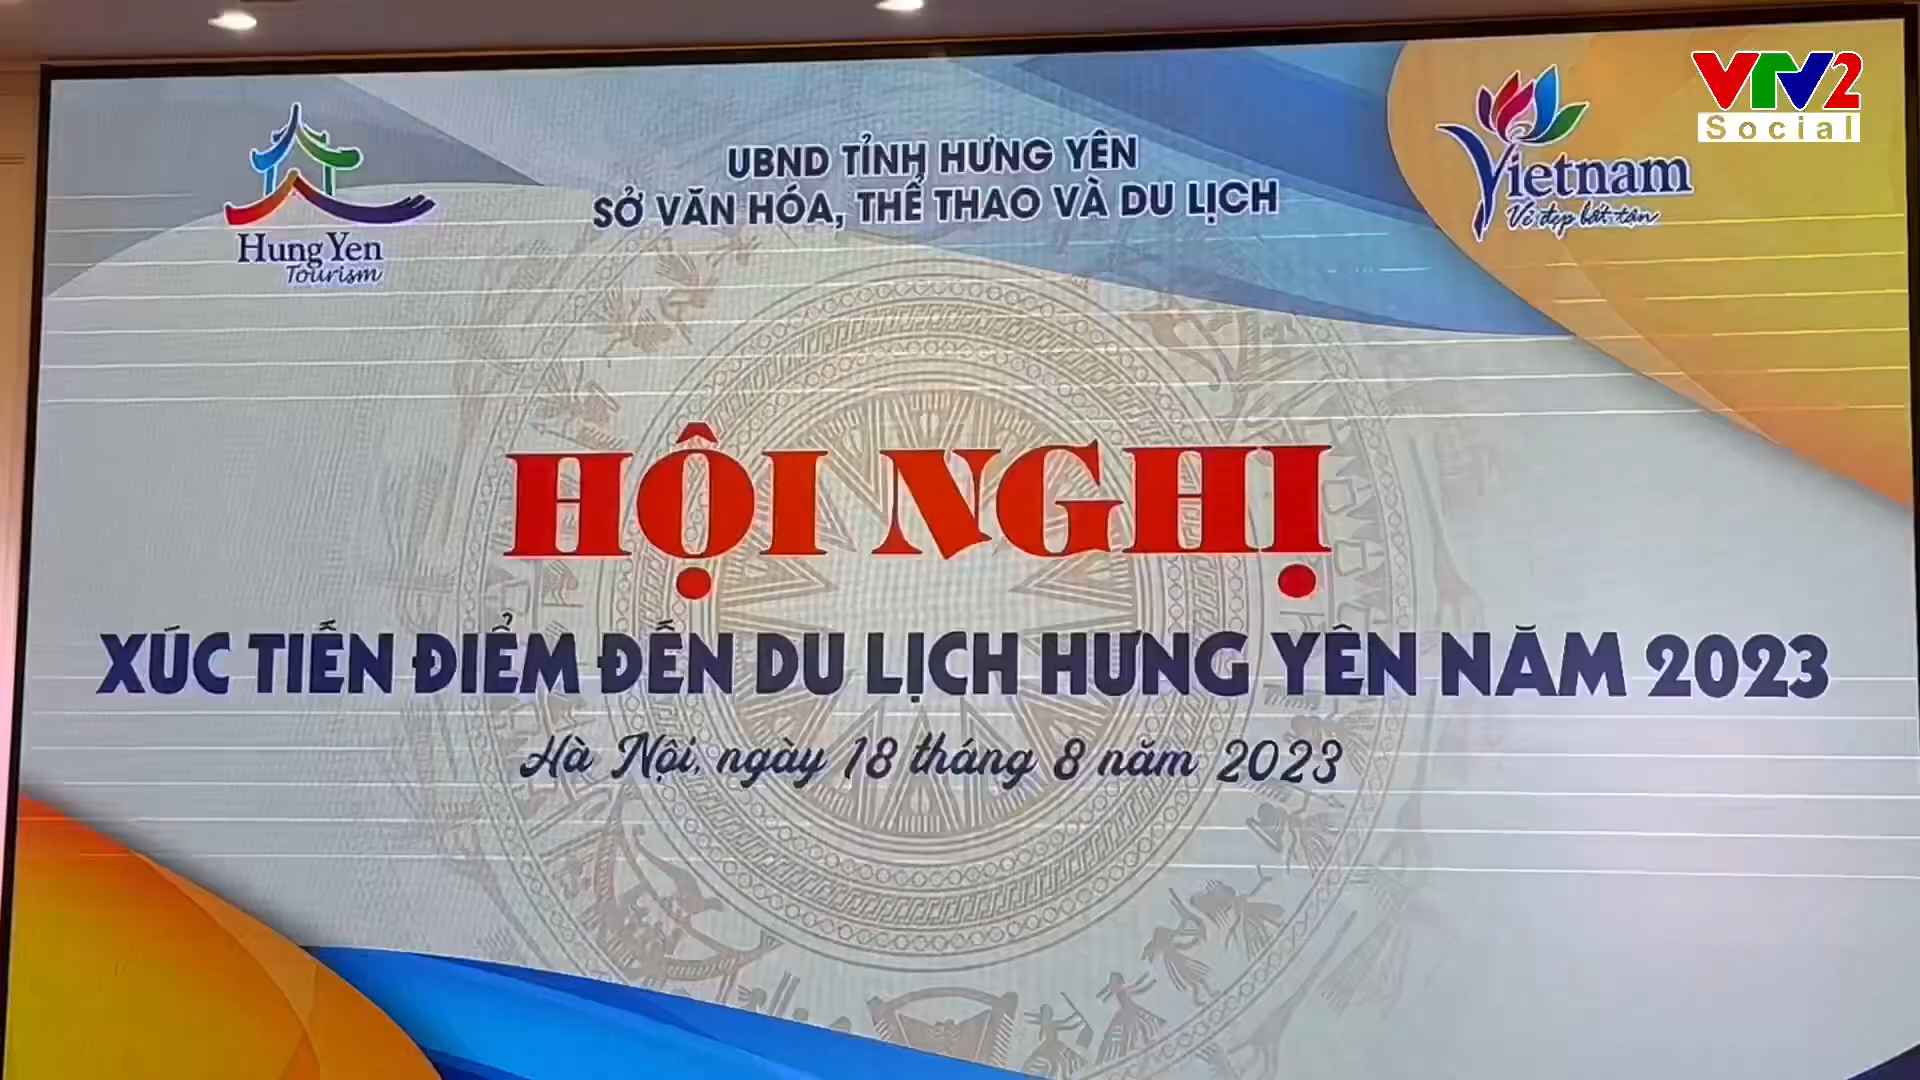 VTV2
Social
Hung Yen
Tourism
UBND TỈNH HƯNG YÊN
SỞ VĂN HÓA, THỂ THAO VÀ DU LỊCH
Vietnam
Vẻ đẹp bất tận
HỘI NGHỊ
XÚC TIẾN ĐIỂM ĐẾN DU LỊCH HƯNG YÊN NĂM 2023
Hà Nội, ngày 18 tháng 8 năm 2023